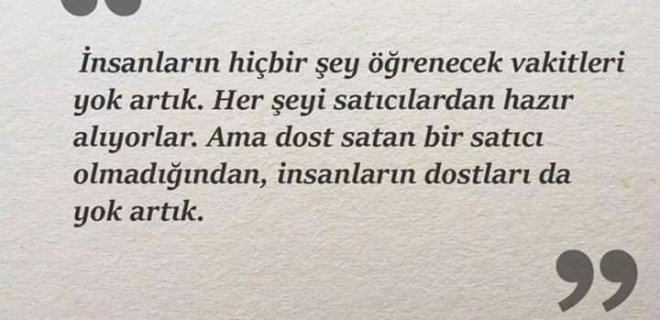 İnsanların hiçbir şey öğrenecek vakitleri
yok artık. Her şeyi satıcılardan hazır
alıyorlar. Ama dost satan bir satıcı
olmadığından, insanların dostları da
yok artık.